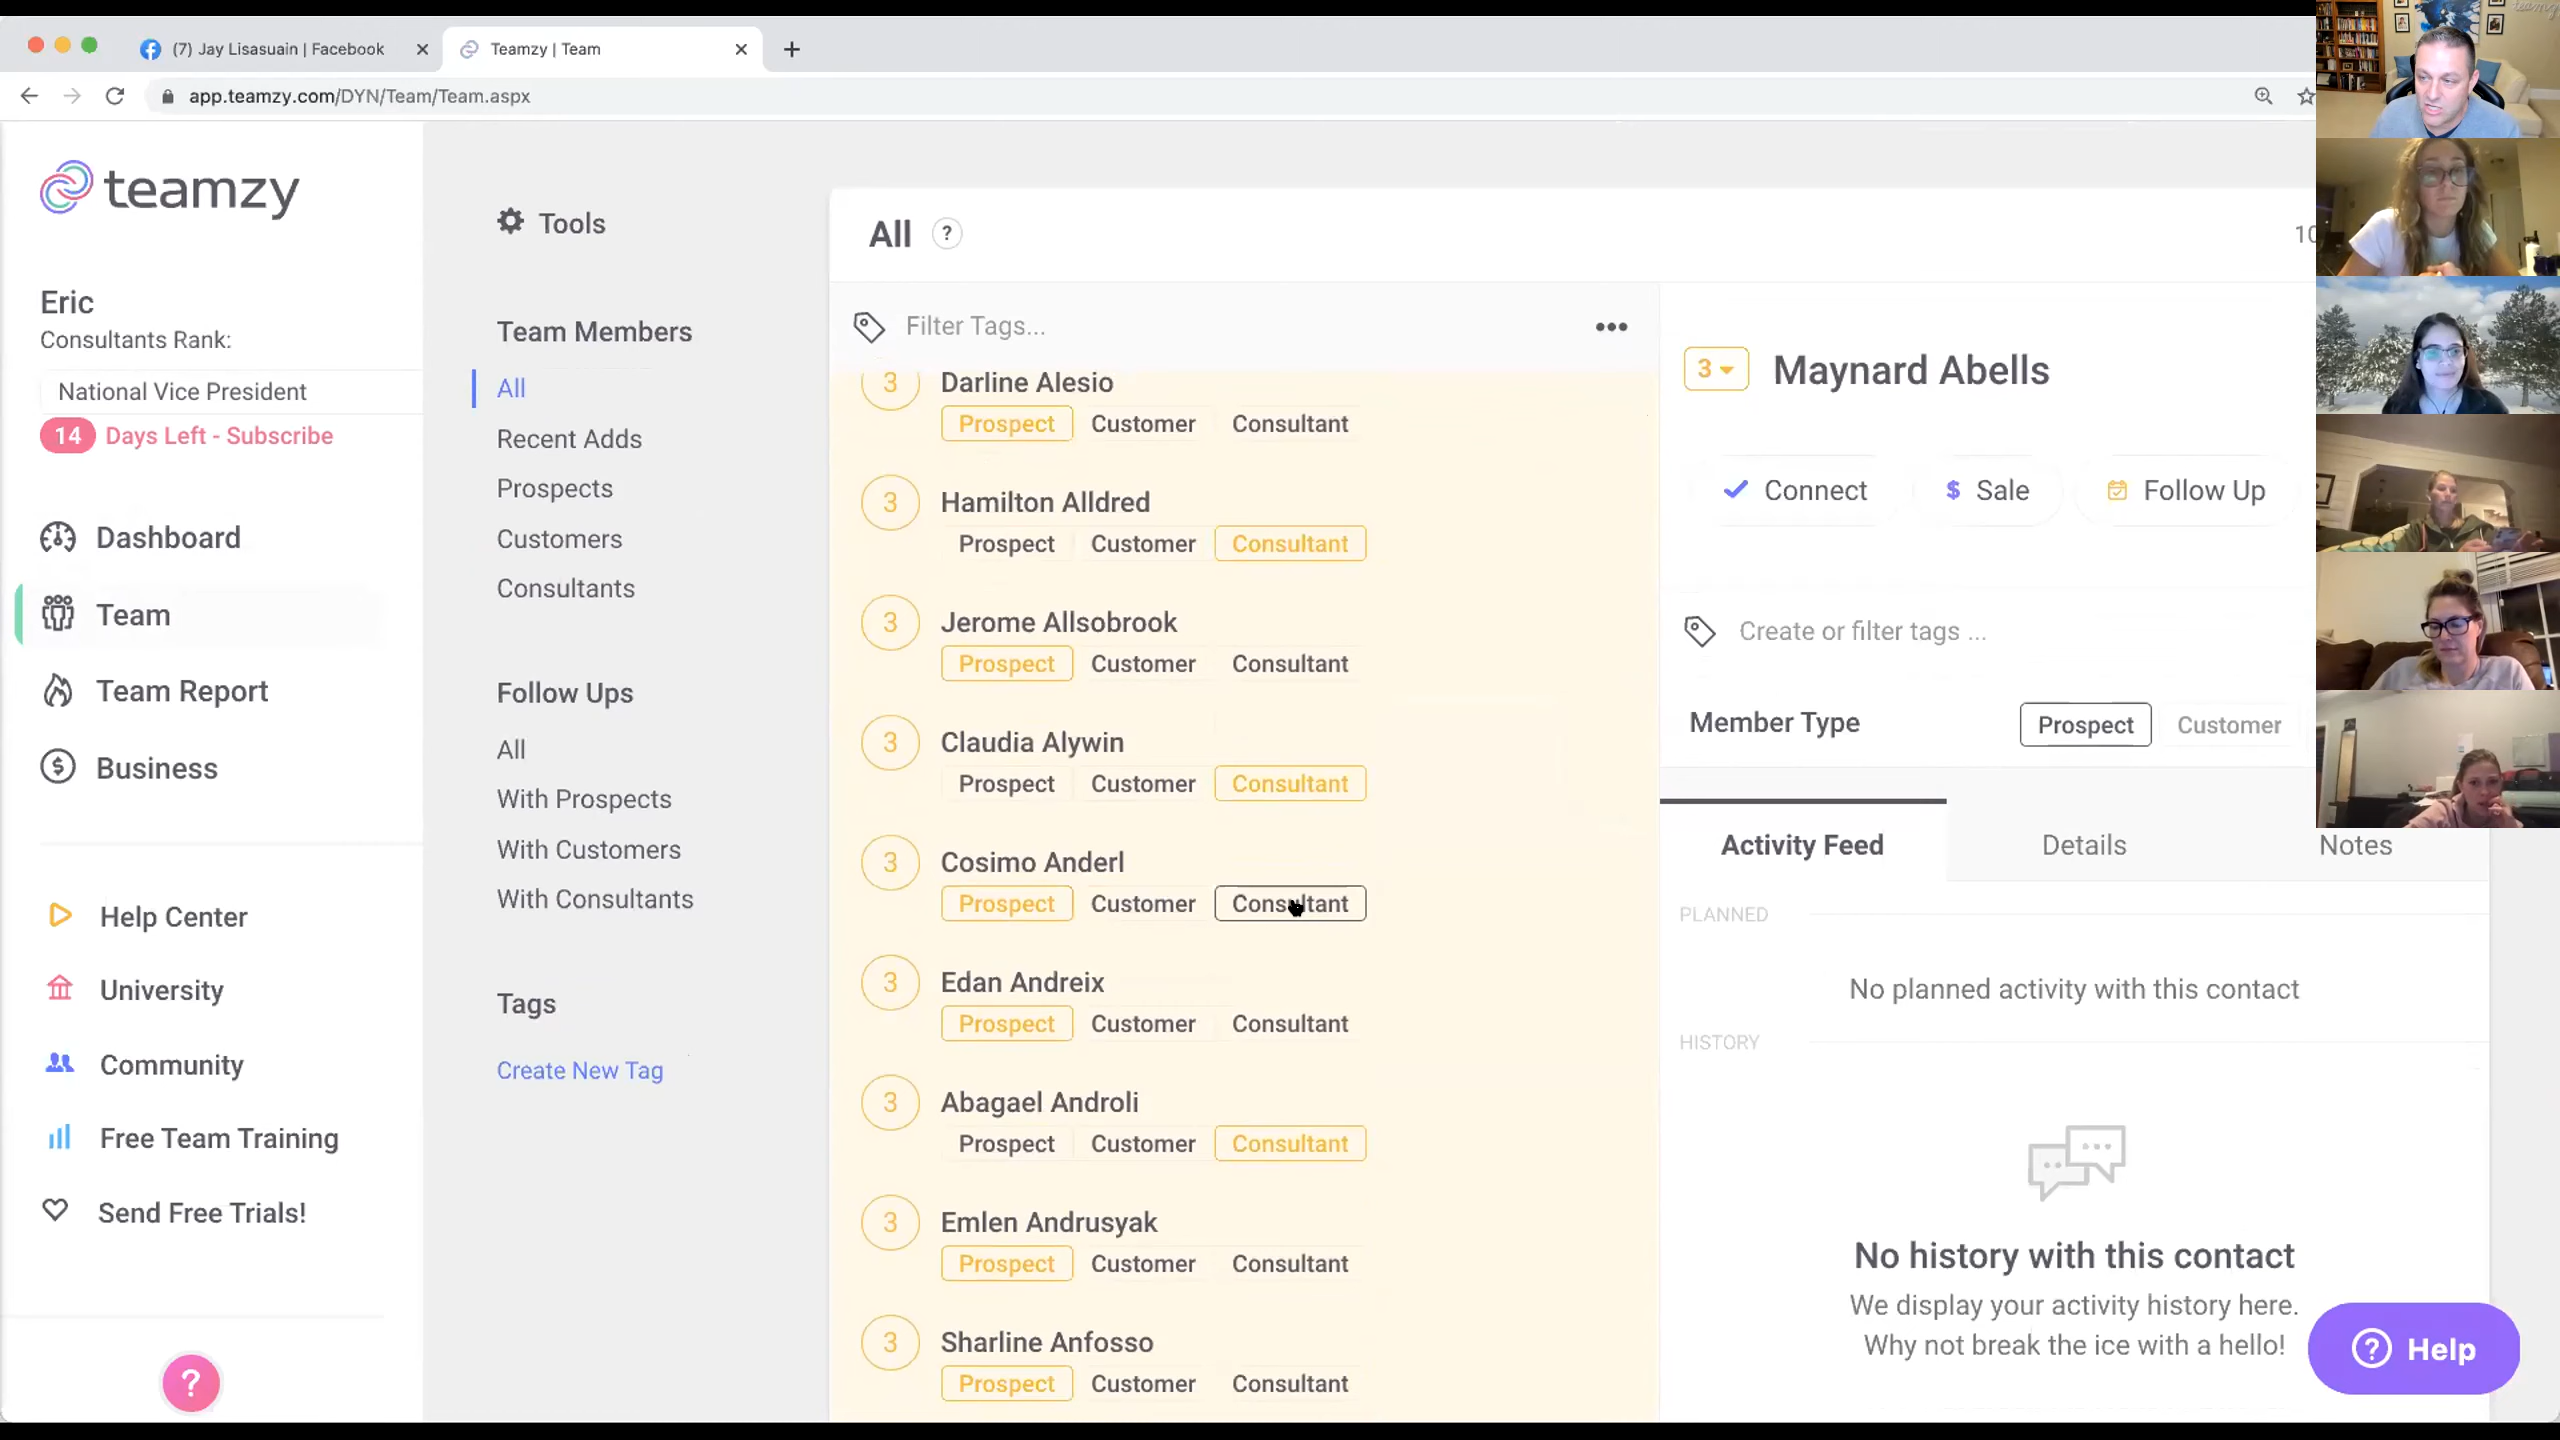 (7) Jay Lisasuain | Facebook
Teamzy | Team
app.teamzy.com/DYN/Team/Team.aspx
teamzy
Eric
Consultants Rank:
National Vice President
14 Days Left - Subscribe
Dashboard
Team
Team Report
Business
Help Center
University
Community
Free Team Training
Send Free Trials!
?
Tools
Team Members
All
Recent Adds
Prospects
Customers
Consultants
Follow Ups
All
With Prospects
With Customers
With Consultants
Tags
Create New Tag
All ?
10
Filter Tags...
3 Darline Alesio
Prospect Customer Consultant
3 Hamilton Alldred
Prospect Customer Consultant
3 Jerome Allsobrook
Prospect Customer Consultant
3 Claudia Alywin
Prospect Customer Consultant
3 Cosimo Anderl
Prospect Customer Consultant
3 Edan Andreix
Prospect Customer Consultant
3 Abagael Androli
Prospect Customer Consultant
3 Emlen Andrusyak
Prospect Customer Consultant
3 Sharline Anfosso
Prospect Customer Consultant
3 Maynard Abells
Connect $ Sale Follow Up
Create or filter tags ...
Member Type Prospect Customer
Activity Feed Details Notes
PLANNED
No planned activity with this contact
HISTORY
No history with this contact
We display your activity history here.
Why not break the ice with a hello!
? Help